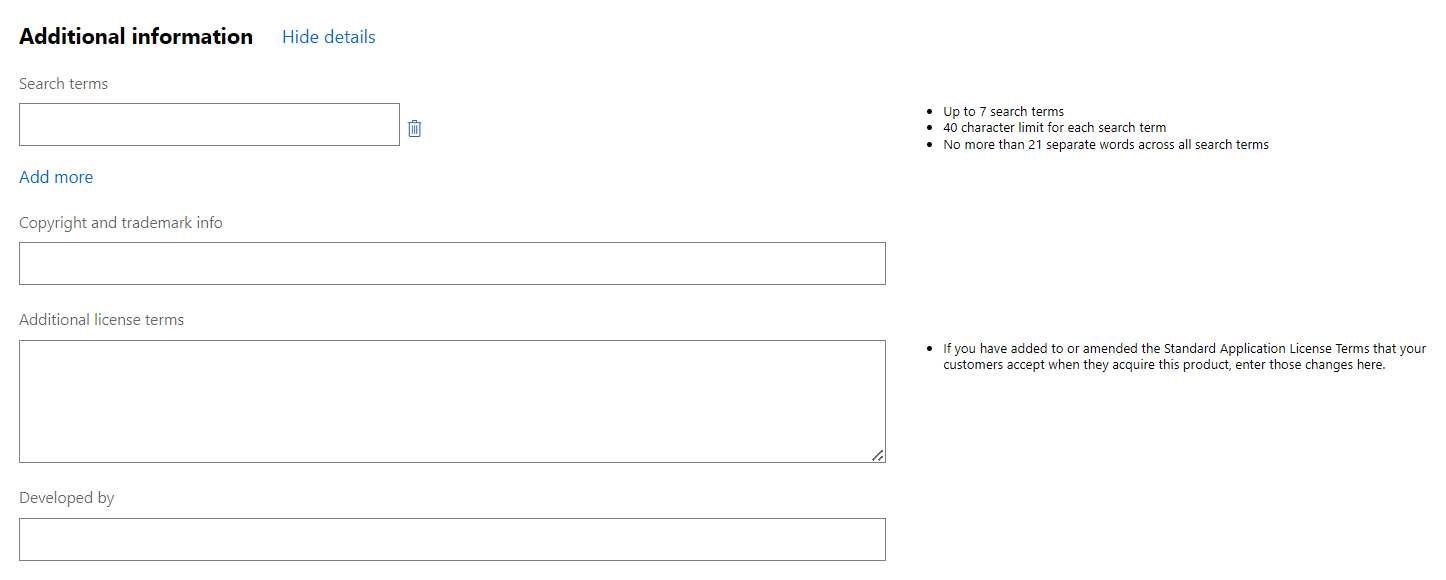 Additional information Hide details
Search terms
• Up to 7 search terms
• 40 character limit for each search term
• No more than 21 separate words across all search terms
Add more
Copyright and trademark info
Additional license terms
• If you have added to or amended the Standard Application License Terms that your
customers accept when they acquire this product, enter those changes here.
Developed by